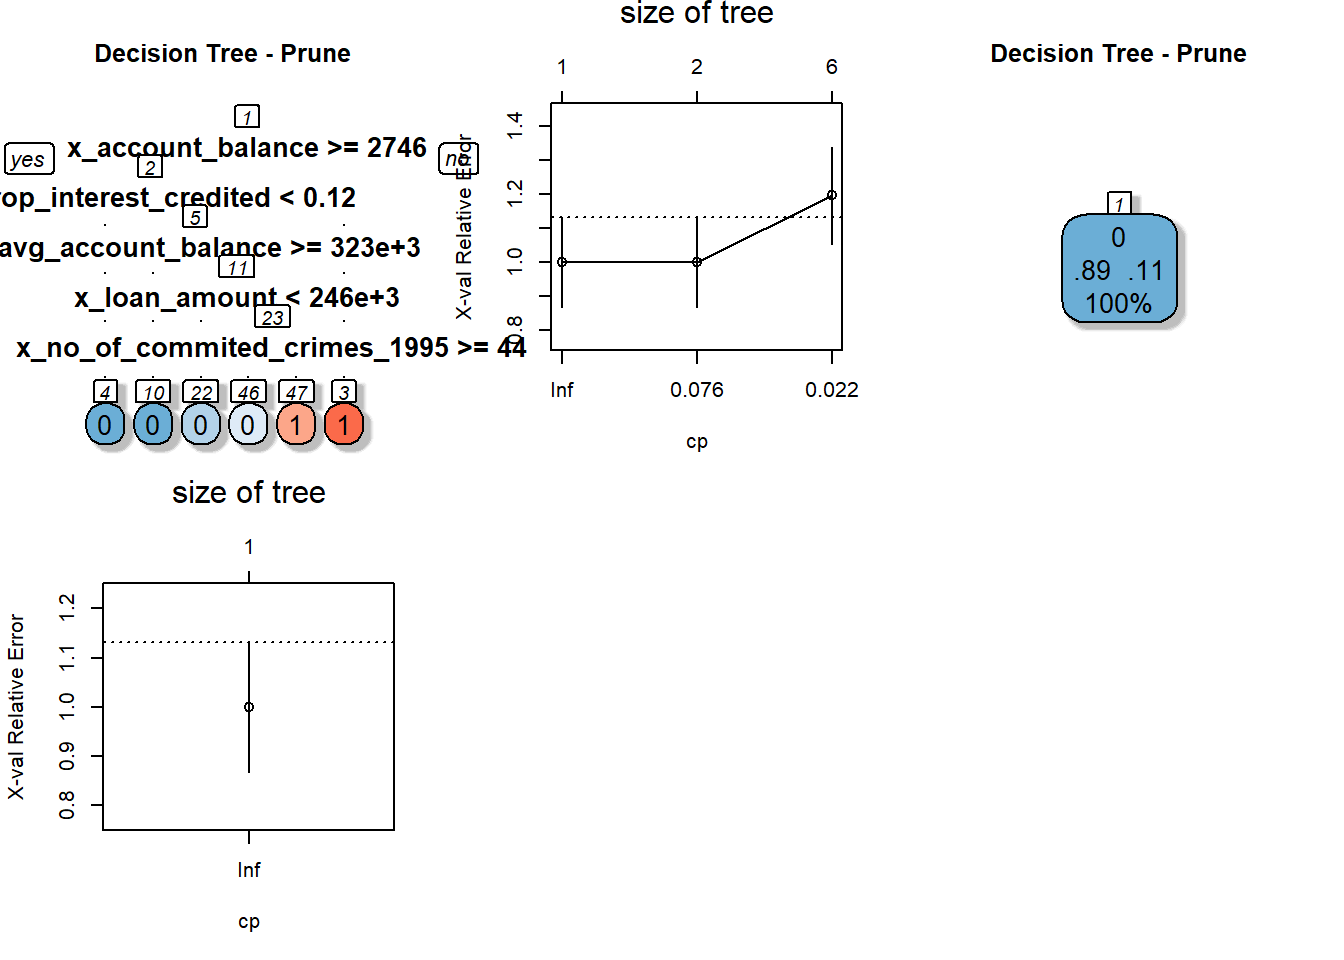 Decision Tree - Prune
1
x_account_balance >= 2746
yes
no
2
rop_interest_credited < 0.12
5
avg_account_balance >= 323e+3
11
x_loan_amount < 246e+3
23
x_no_of_commited_crimes_1995 >= 44
4 10 22 46 47 3
0 0 0 0 1 1
size of tree
1 2 6
X-val Relative Error
1.4
1.2
1.0
0.8
Inf 0.076 0.022
cp
Decision Tree - Prune
1
0
.89 .11
100%
size of tree
1
X-val Relative Error
1.2
1.1
1.0
0.9
0.8
Inf
cp